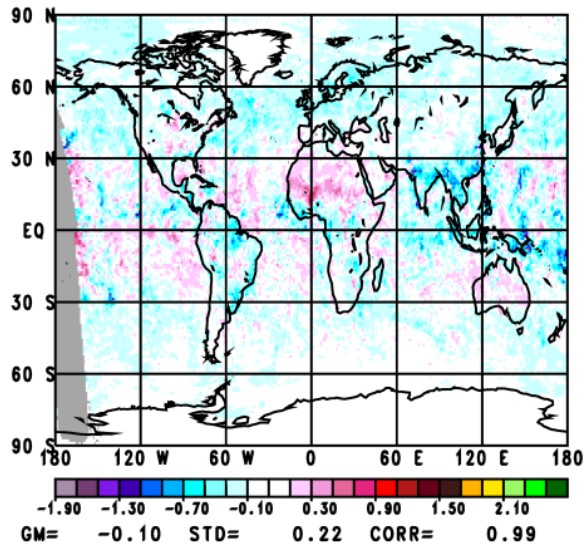 90 N
60 N
30 N
EQ
30 S
60 S
90 S
180 120 W 60 W 0 60 E 120 E 180
-1.90 -1.30 -0.70 -0.10 0.30 0.90 1.50 2.10
GM= -0.10 STD= 0.22 CORR= 0.99